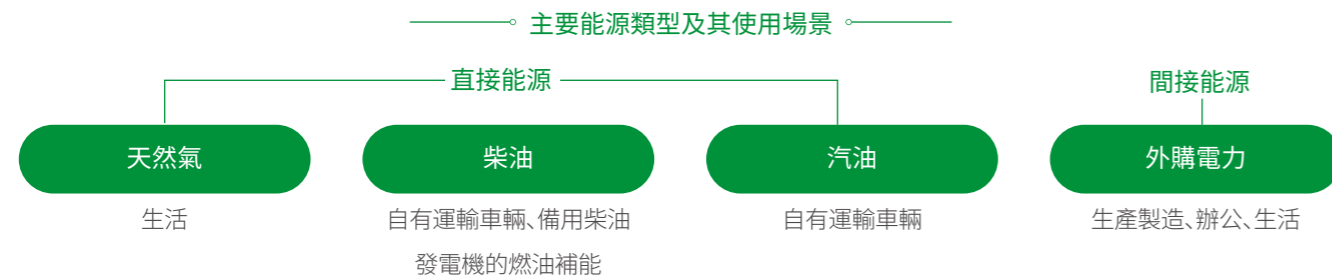 主要能源類型及其使用場景
直接能源
間接能源
天然氣
柴油
汽油
外購電力
生活
自有運輸車輛、備用柴油
發電機的燃油補能
自有運輸車輛
生產製造、辦公、生活